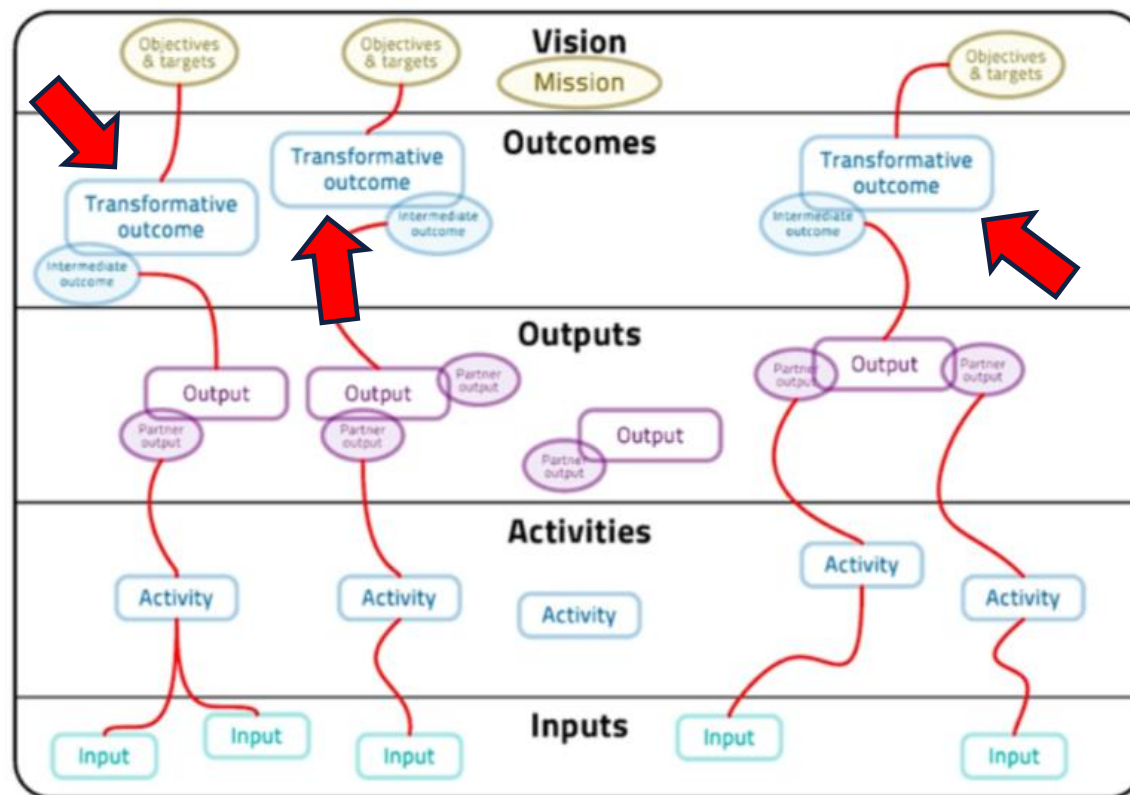 Objectives
& targets
Objectives
& targets
Vision
Mission
Objectives
& targets
Outcomes
Transformative
outcome
Intermediate
outcome
Transformative
outcome
Intermediate
outcome
Transformative
outcome
Intermediate
outcome
Outputs
Output
Partner
output
Output
Partner
output
Partner
output
Output
Partner
output
Output
Partner
output
Partner
output
Activities
Activity
Activity
Activity
Activity
Activity
Inputs
Input
Input
Input
Input
Input